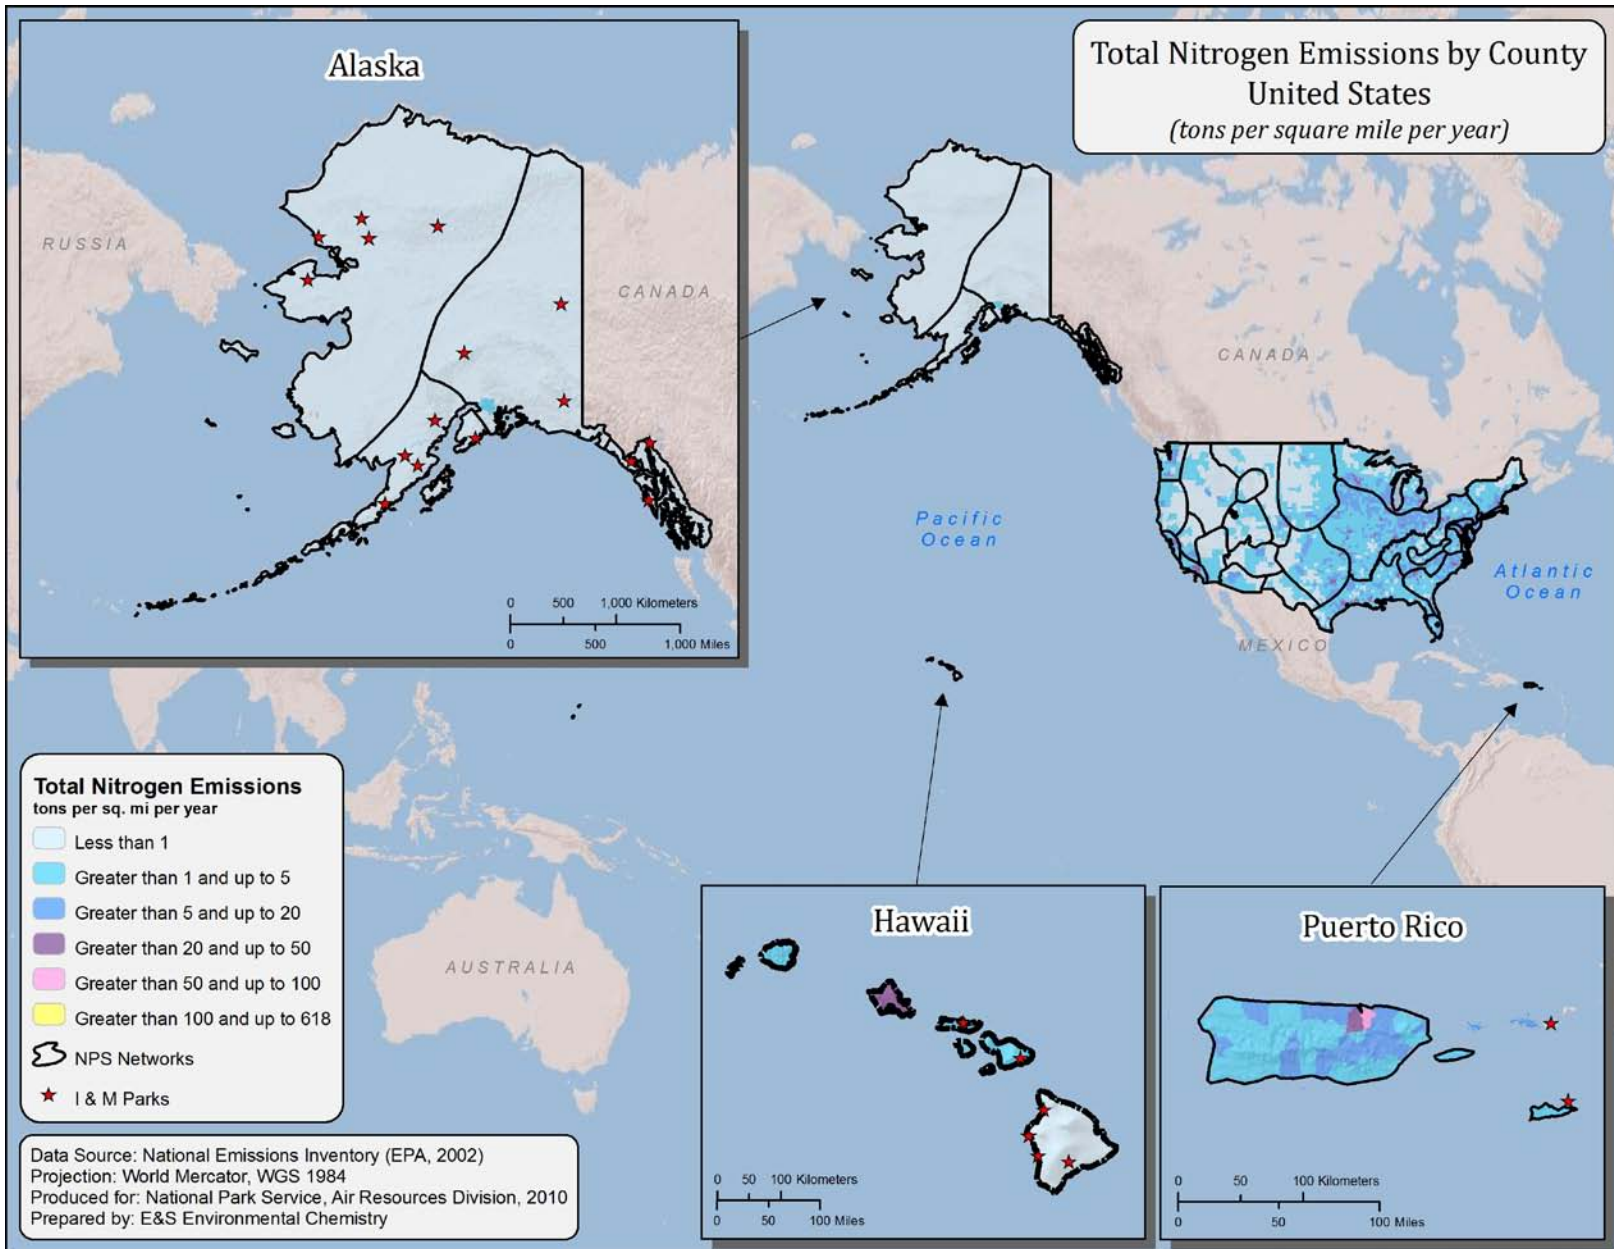 Alaska
Total Nitrogen Emissions by County
United States
(tons per square mile per year)
RUSSIA
CANADA
CANADA
Pacific
Ocean
Atlantic
Ocean
MEXICO
0 500 1,000 Kilometers
0 500 1,000 Miles
Total Nitrogen Emissions
tons per sq. mi per year
Less than 1
Greater than 1 and up to 5
Greater than 5 and up to 20
Greater than 20 and up to 50
Greater than 50 and up to 100
Greater than 100 and up to 618
NPS Networks
I & M Parks
AUSTRALIA
Data Source: National Emissions Inventory (EPA, 2002)
Projection: World Mercator, WGS 1984
Produced for: National Park Service, Air Resources Division, 2010
Prepared by: E&S Environmental Chemistry
Hawaii
0 50 100 Kilometers
0 50 100 Miles
Puerto Rico
0 50 100 Kilometers
0 50 100 Miles